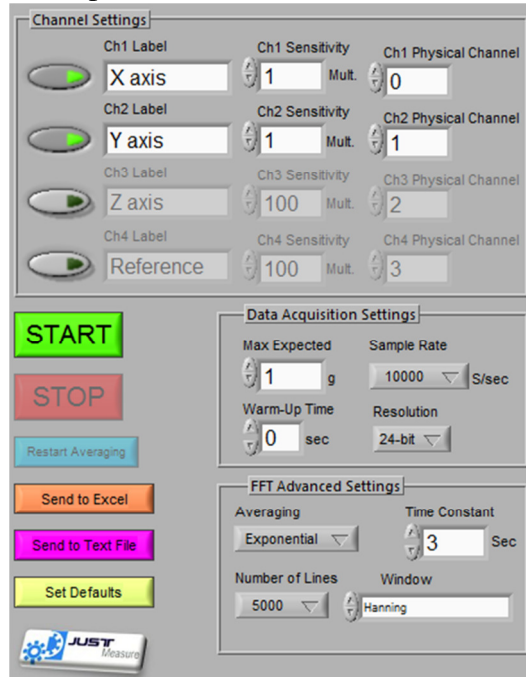 Channel Settings
Ch1 Label Ch1 Sensitivity Ch1 Physical Channel
X axis 1 Mult. 0
Ch2 Label Ch2 Sensitivity Ch2 Physical Channel
Y axis 1 Mult. 1
Ch3 Label Ch3 Sensitivity Ch3 Physical Channel
Z axis 100 Mult. 2
Ch4 Label Ch4 Sensitivity Ch4 Physical Channel
Reference 100 Mult. 3
START
STOP
Restart Averaging
Send to Excel
Send to Text File
Set Defaults
JUST
Measure
Data Acquisition Settings
Max Expected Sample Rate
1 g 10000 S/sec
Warm-Up Time Resolution
0 sec 24-bit
FFT Advanced Settings
Averaging Time Constant
Exponential 3 Sec
Number of Lines Window
5000 Hanning